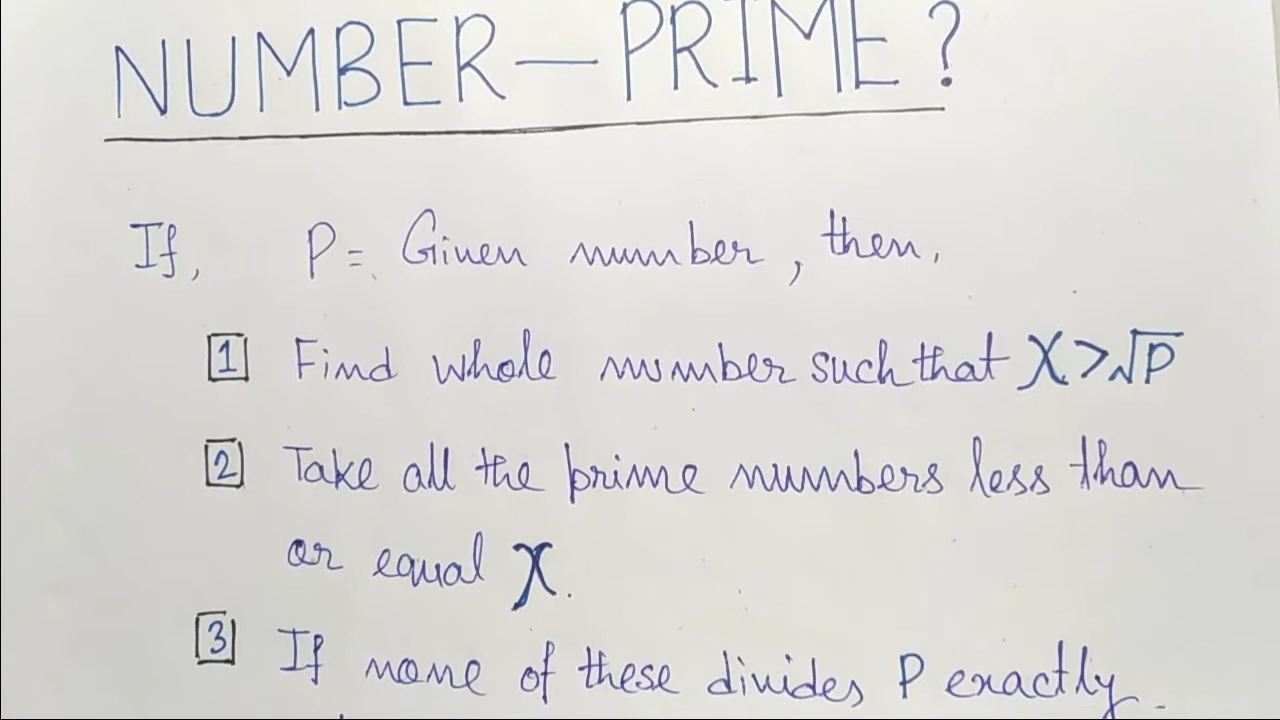 NUMBER—PRIME?
If, P = Given number, then,
1 Find whole number such that X>√P
2 Take all the prime numbers less than
or equal X.
3 If none of these divides P exactly